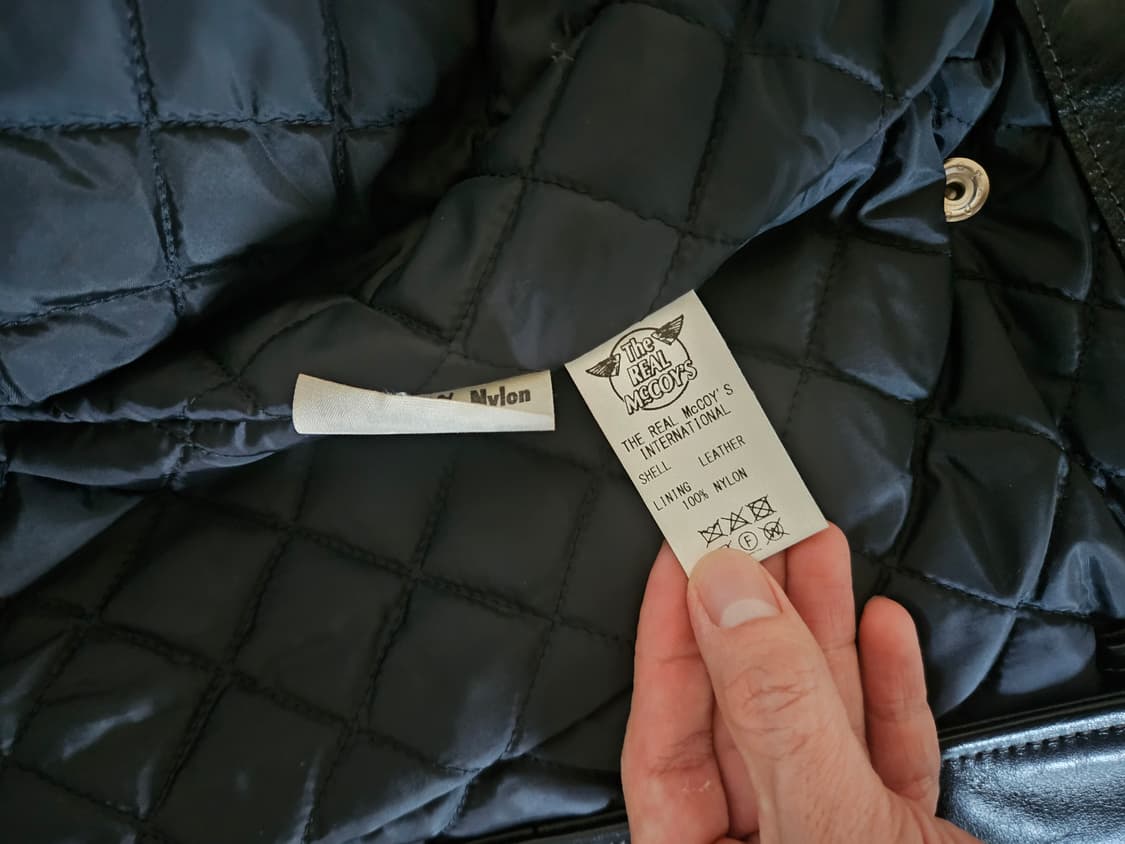 Nylon
The
REAL
McCOY'S
THE REAL McCOY'S
INTERNATIONAL
SHELL LEATHER
LINING
100% NYLON
F